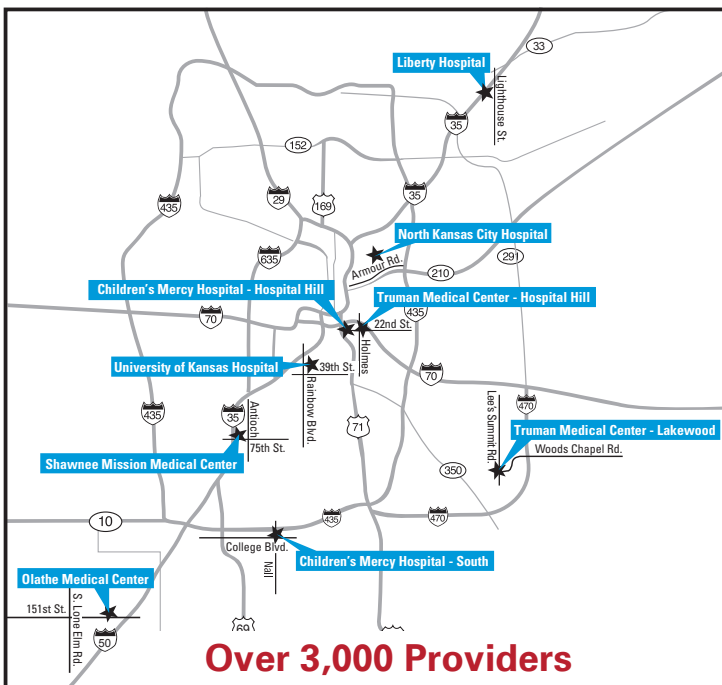 Liberty Hospital
33
Lighthouse St.
35
152
435
29
169
35
North Kansas City Hospital
635
Armour Rd.
210
291
Children's Mercy Hospital - Hospital Hill
Truman Medical Center - Hospital Hill
70
22nd St.
435
Holmes
University of Kansas Hospital
39th St.
Rainbow Blvd.
70
435
35
Antioch
71
Lee's Summit Rd.
470
Truman Medical Center - Lakewood
75th St.
Woods Chapel Rd.
Shawnee Mission Medical Center
350
10
435
470
College Blvd.
Nall
Children's Mercy Hospital - South
Olathe Medical Center
151st St.
S. Lone Elm Rd.
50
69
Over 3,000 Providers